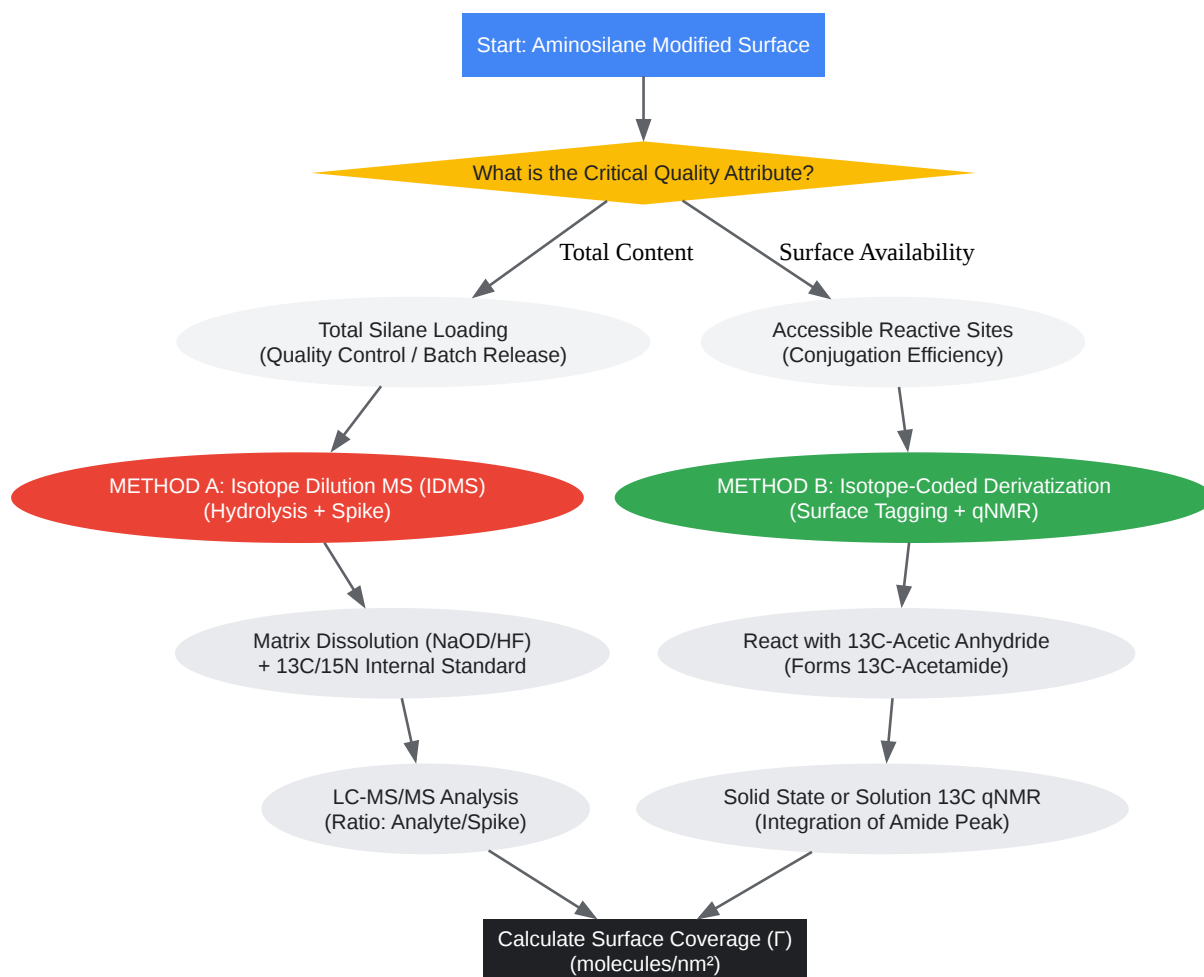 Start: Aminosilane Modified Surface
What is the Critical Quality Attribute?
Total Content
Surface Availability
Total Silane Loading
(Quality Control / Batch Release)
Accessible Reactive Sites
(Conjugation Efficiency)
METHOD A: Isotope Dilution MS (IDMS)
(Hydrolysis + Spike)
METHOD B: Isotope-Coded Derivatization
(Surface Tagging + qNMR)
Matrix Dissolution (NaOD/HF)
+ 13C/15N Internal Standard
React with 13C-Acetic Anhydride
(Forms 13C-Acetamide)
LC-MS/MS Analysis
(Ratio: Analyte/Spike)
Solid State or Solution 13C qNMR
(Integration of Amide Peak)
Calculate Surface Coverage (Γ)
(molecules/nm²)